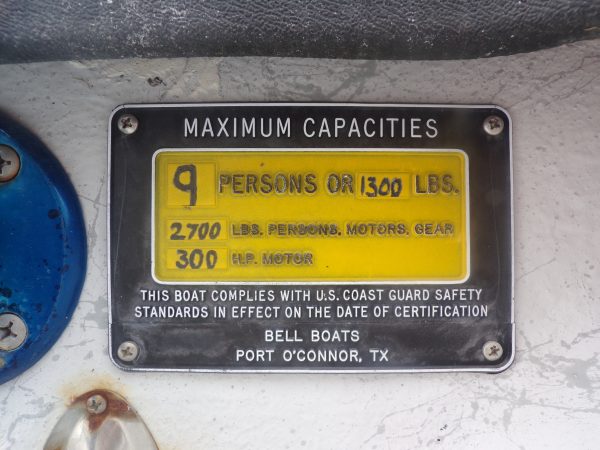 MAXIMUM CAPACITIES
9 PERSONS OR 1300 LBS.
2700 LBS. PERSONS, MOTORS, GEAR
300 H.P. MOTOR
THIS BOAT COMPLIES WITH U.S. COAST GUARD SAFETY
STANDARDS IN EFFECT ON THE DATE OF CERTIFICATION
BELL BOATS
PORT O'CONNOR, TX